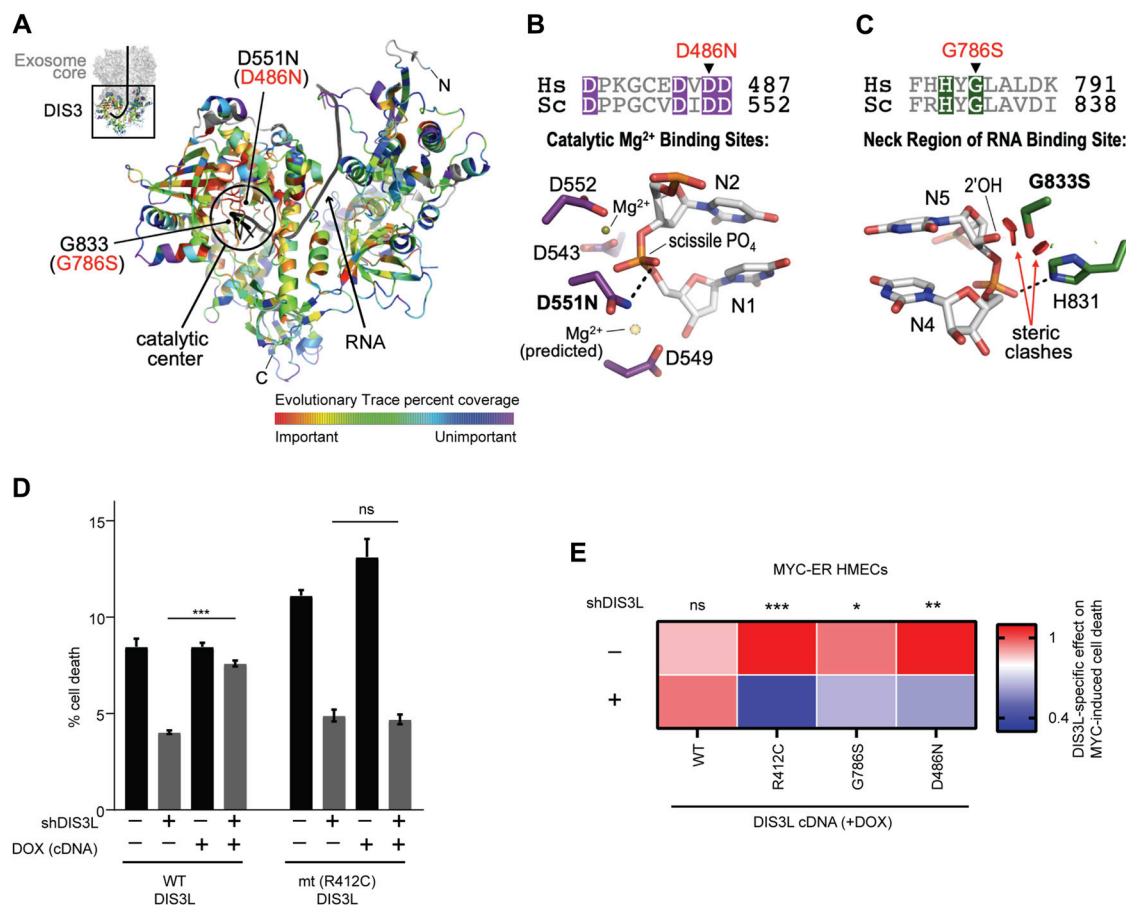 A
Exosome
core
DIS3
D551N
(D486N)
N
G833
(G786S)
catalytic
center
RNA
C
Evolutionary Trace percent coverage
Important Unimportant
B
D486N
Hs DPKGCEDVDD 487
Sc DPPGCVDIDD 552
Catalytic Mg2+ Binding Sites:
N2
D552
Mg2+
D543
scissile PO4
D551N
N1
Mg2+
(predicted)
D549
C
G786S
Hs FHHYGLALDK 791
Sc FRHYGLAVDI 838
Neck Region of RNA Binding Site:
N5
2'OH
G833S
H831
N4
steric
clashes
D
% cell death
15
10
5
0
***
ns
shDIS3L − + − + − + − +
DOX (cDNA) − − + + − − + +
WT
DIS3L
mt (R412C)
DIS3L
E
MYC-ER HMECs
shDIS3L ns *** * **
−
+
WT
R412C
G786S
D486N
DIS3L cDNA (+DOX)
1
0.4
DIS3L-specific effect on
MYC-induced cell death